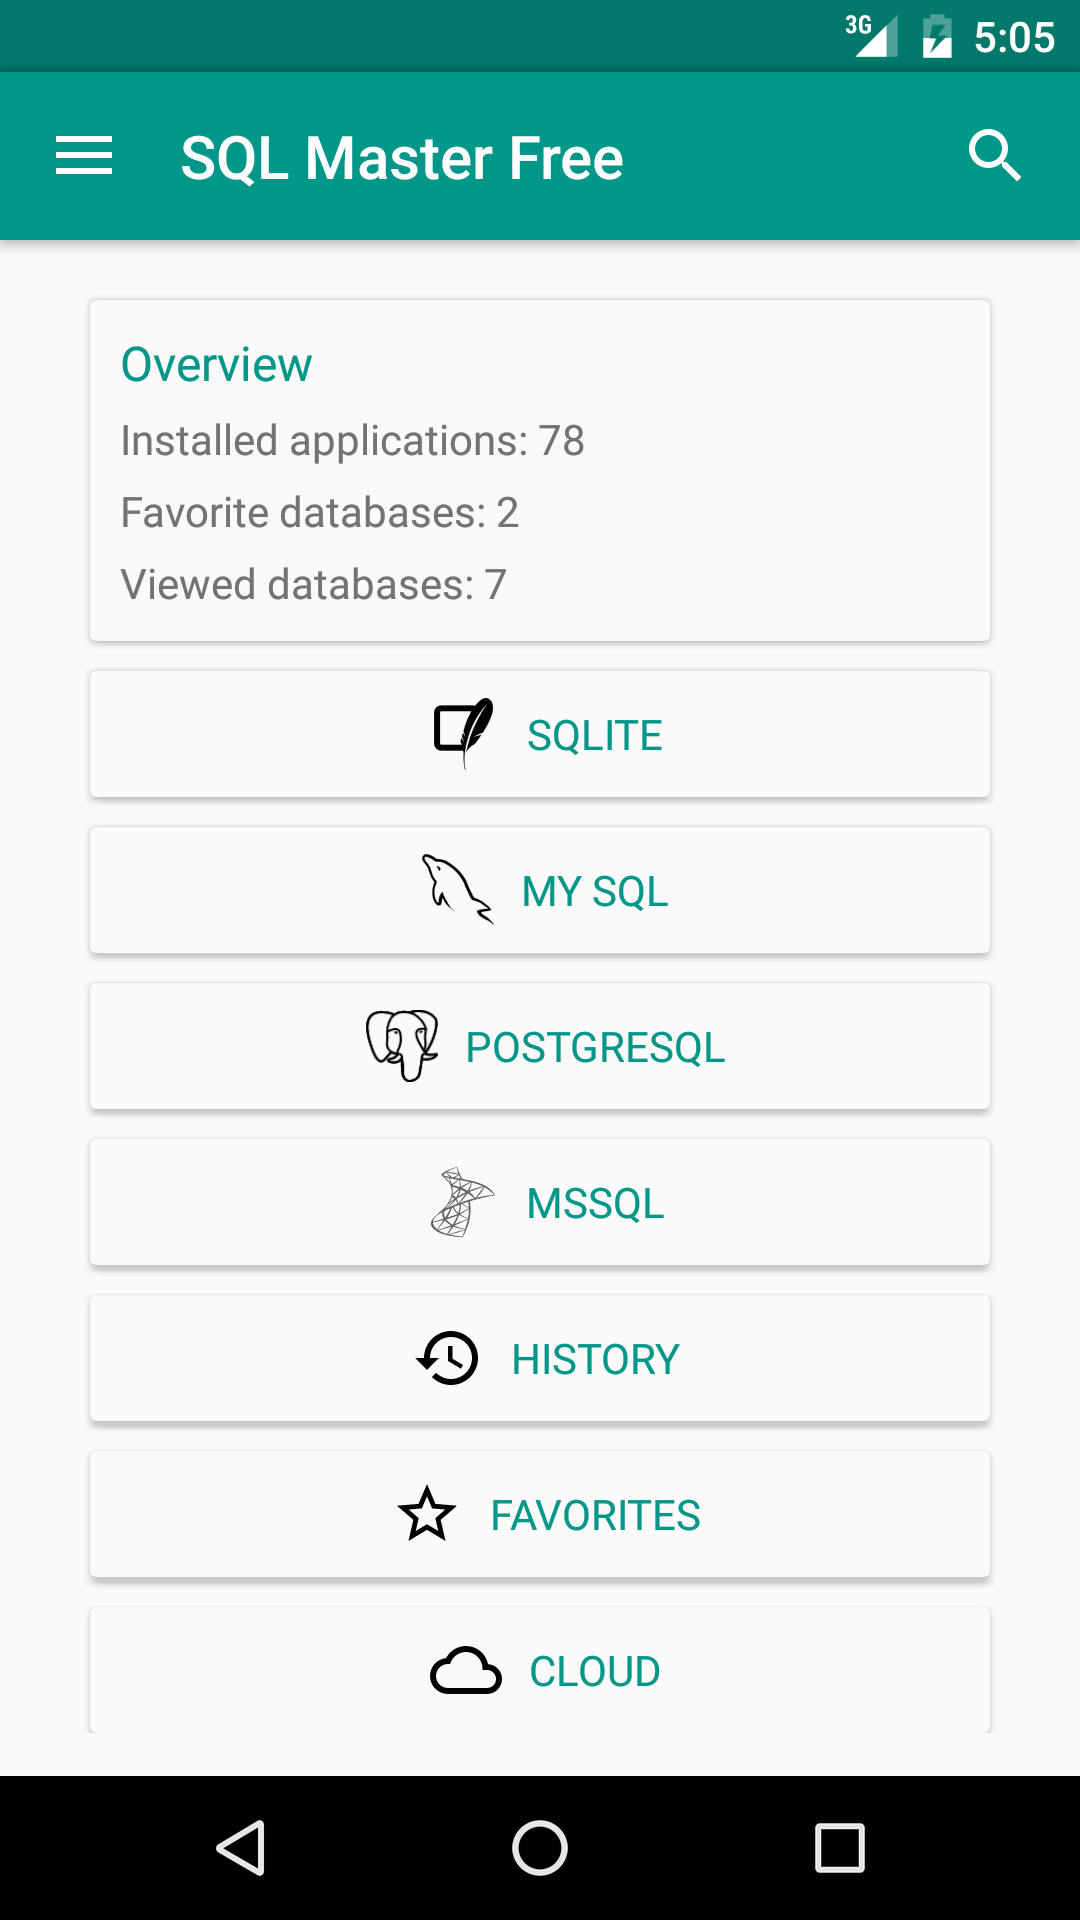 3G 5:05
SQL Master Free
Overview
Installed applications: 78
Favorite databases: 2
Viewed databases: 7
SQLITE
MY SQL
POSTGRESQL
MSSQL
HISTORY
FAVORITES
CLOUD